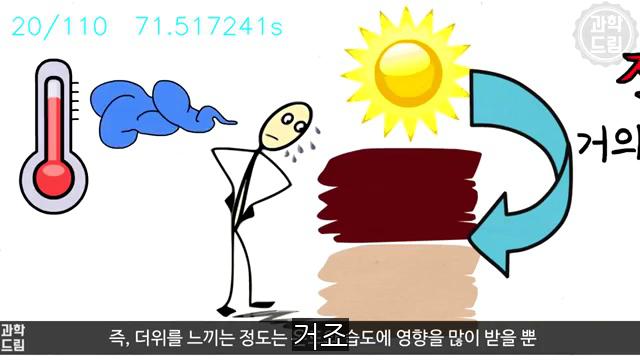 20/110 71.517241s
과학
드림
거의
과학
드림
즉, 더위를 느끼는 정도는 거죠 습도에 영향을 많이 받을 뿐